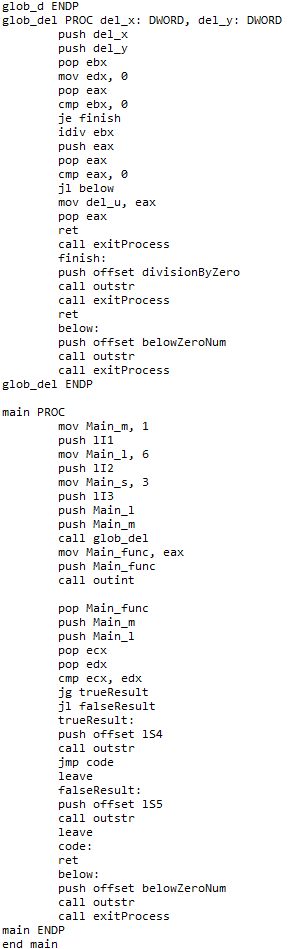 glob_d ENDP
glob_del PROC del_x: DWORD, del_y: DWORD
push del_x
push del_y
pop ebx
mov edx, 0
pop eax
cmp ebx, 0
je finish
idiv ebx
push eax
pop eax
cmp eax, 0
jl below
mov del_u, eax
pop eax
ret
call exitProcess
finish:
push offset divisionByZero
call outstr
call exitProcess
ret
below:
push offset belowZeroNum
call outstr
call exitProcess
glob_del ENDP
main PROC
mov Main_m, 1
push lI1
mov Main_l, 6
push lI2
mov Main_s, 3
push lI3
push Main_l
push Main_m
call glob_del
mov Main_func, eax
push Main_func
call outint
pop Main_func
push Main_m
push Main_l
pop ecx
pop edx
cmp ecx, edx
jg trueResult
jl falseResult
trueResult:
push offset lS4
call outstr
jmp code
leave
falseResult:
push offset lS5
call outstr
leave
code:
ret
below:
push offset belowZeroNum
call outstr
call exitProcess
main ENDP
end main